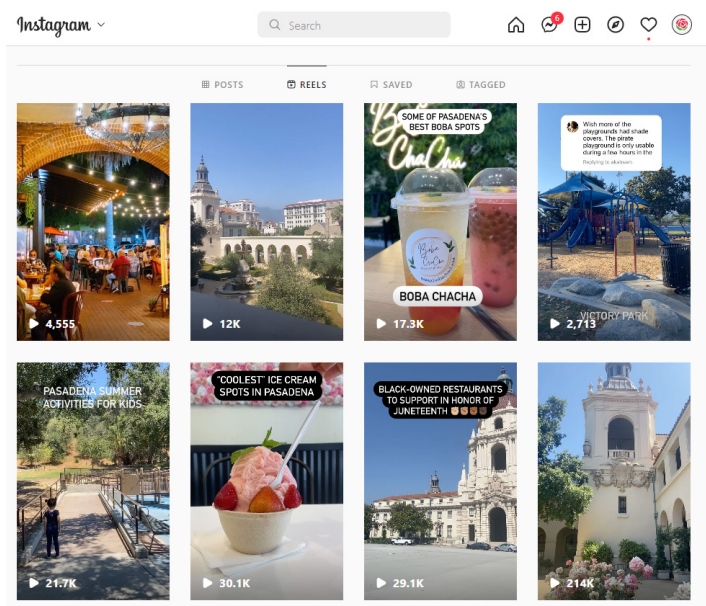 Instagram
Search
6
POSTS
REELS
SAVED
TAGGED
4,555
12K
SOME OF PASADENA'S
BEST BOBA SPOTS
ChaCha
Boba
ChaCha
BOBA CHACHA
17.3K
Wish more of the
playgrounds had shade
covers. The pirate
playground is only usable
during a few hours in the
VICTORY PARK
2,713
PASADENA SUMMER
ACTIVITIES FOR KIDS
21.7K
"COOLEST" ICE CREAM
SPOTS IN PASADENA
30.1K
BLACK-OWNED RESTAURANTS
TO SUPPORT IN HONOR OF
JUNETEENTH ✊🏼✊🏽✊🏾✊🏿
29.1K
214K